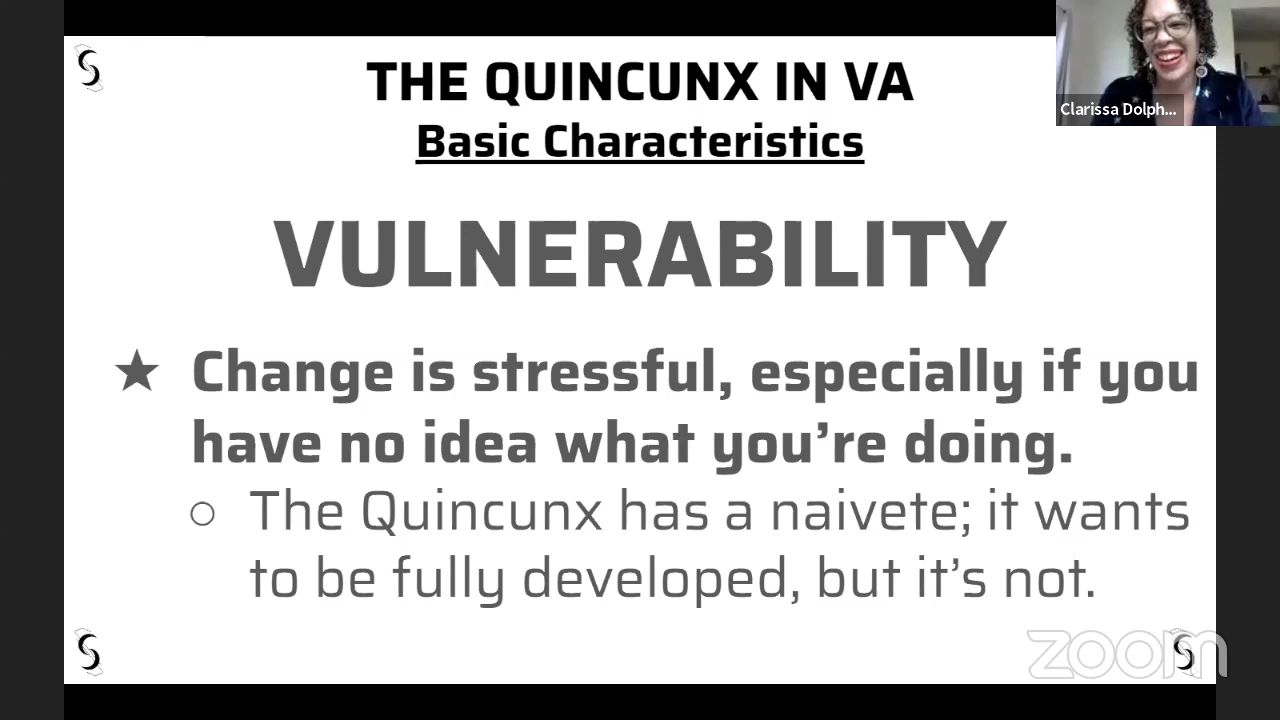 THE QUINCUNX IN VA
Basic Characteristics
Clarissa Dolph...
VULNERABILITY
★ Change is stressful, especially if you
have no idea what you’re doing.
○ The Quincunx has a naivete; it wants
to be fully developed, but it’s not.
zoom